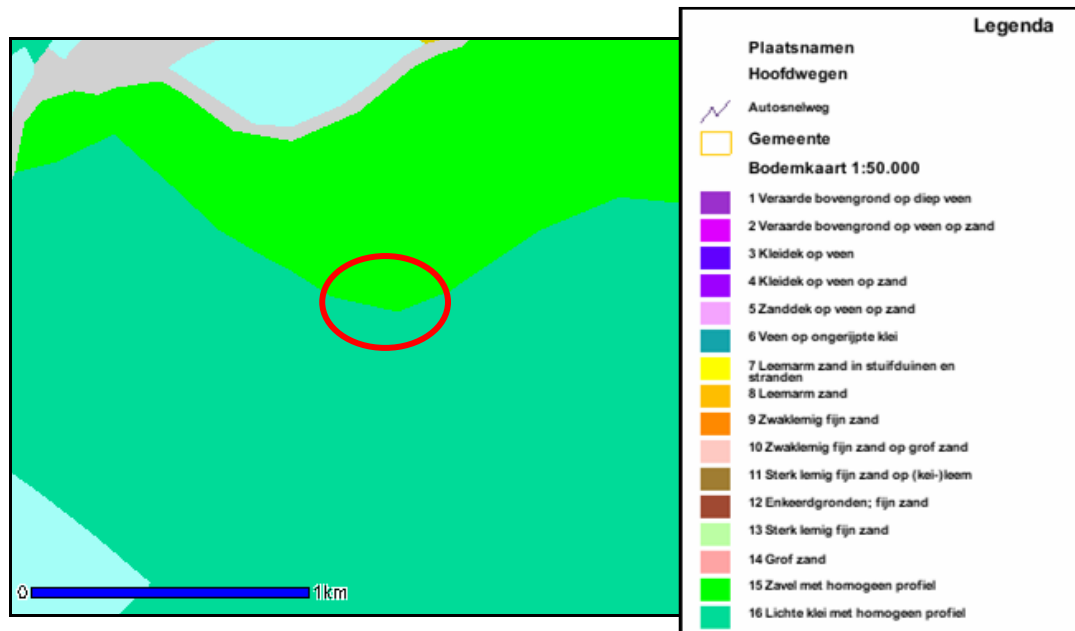 Legenda
Plaatsnamen
Hoofdwegen
Autosnelweg
Gemeente
Bodemkaart 1:50.000
1 Veraarde bovengrond op diep veen
2 Veraarde bovengrond op veen op zand
3 Kleidek op veen
4 Kleidek op veen op zand
5 Zanddek op veen op zand
6 Veen op ongerijpte klei
7 Leemarm zand in stuifduinen en
stranden
8 Leemarm zand
9 Zwaklemig fijn zand
10 Zwaklemig fijn zand op grof zand
11 Sterk lemig fijn zand op (kei-)leem
12 Enkeerdgronden; fijn zand
13 Sterk lemig fijn zand
14 Grof zand
15 Zavel met homogeen profiel
16 Lichte klei met homogeen profiel
0 1km